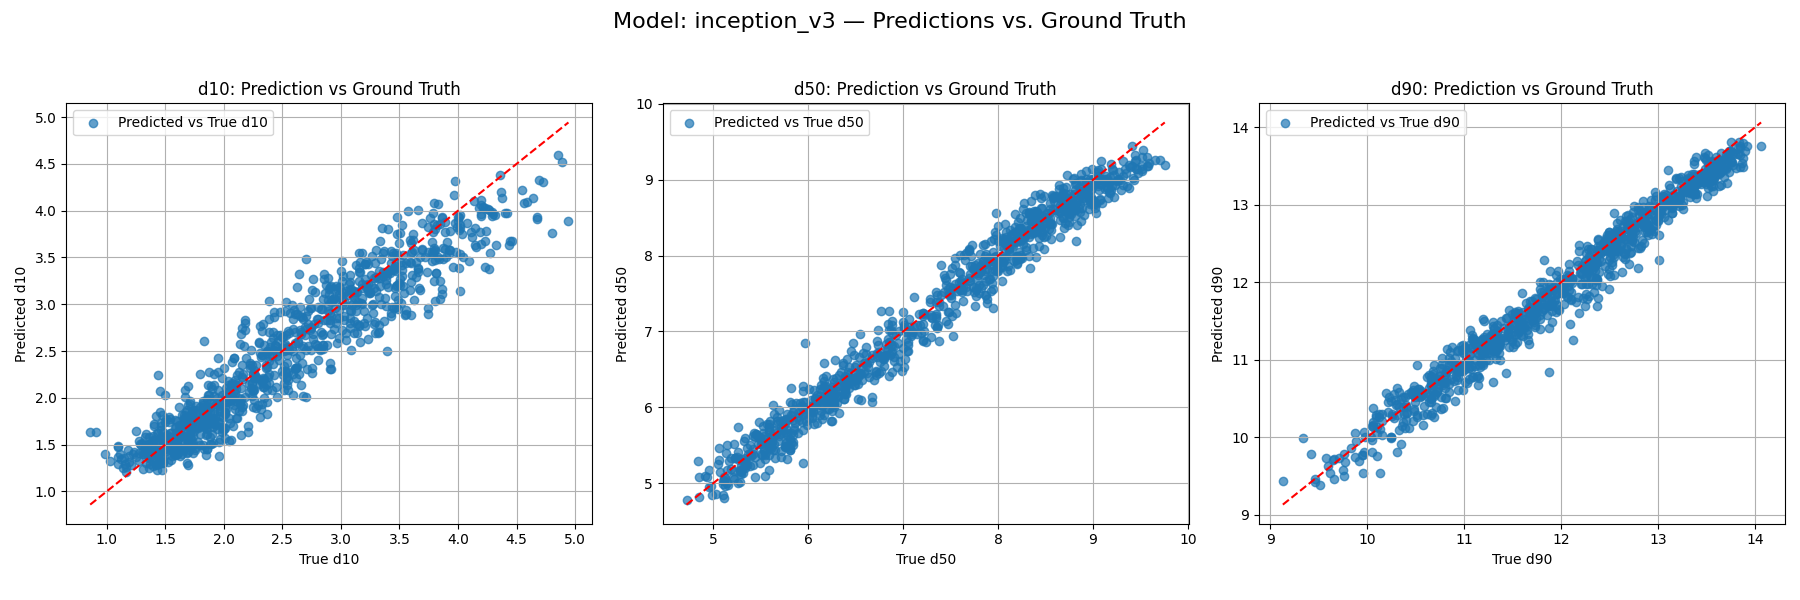 Model: inception_v3 — Predictions vs. Ground Truth
d10: Prediction vs Ground Truth
Predicted vs True d10
5.0
4.5
4.0
3.5
3.0
2.5
2.0
1.5
1.0
Predicted d10
1.0 1.5 2.0 2.5 3.0 3.5 4.0 4.5 5.0
True d10
d50: Prediction vs Ground Truth
Predicted vs True d50
10
9
8
7
6
5
Predicted d50
5 6 7 8 9 10
True d50
d90: Prediction vs Ground Truth
Predicted vs True d90
14
13
12
11
10
9
Predicted d90
9 10 11 12 13 14
True d90